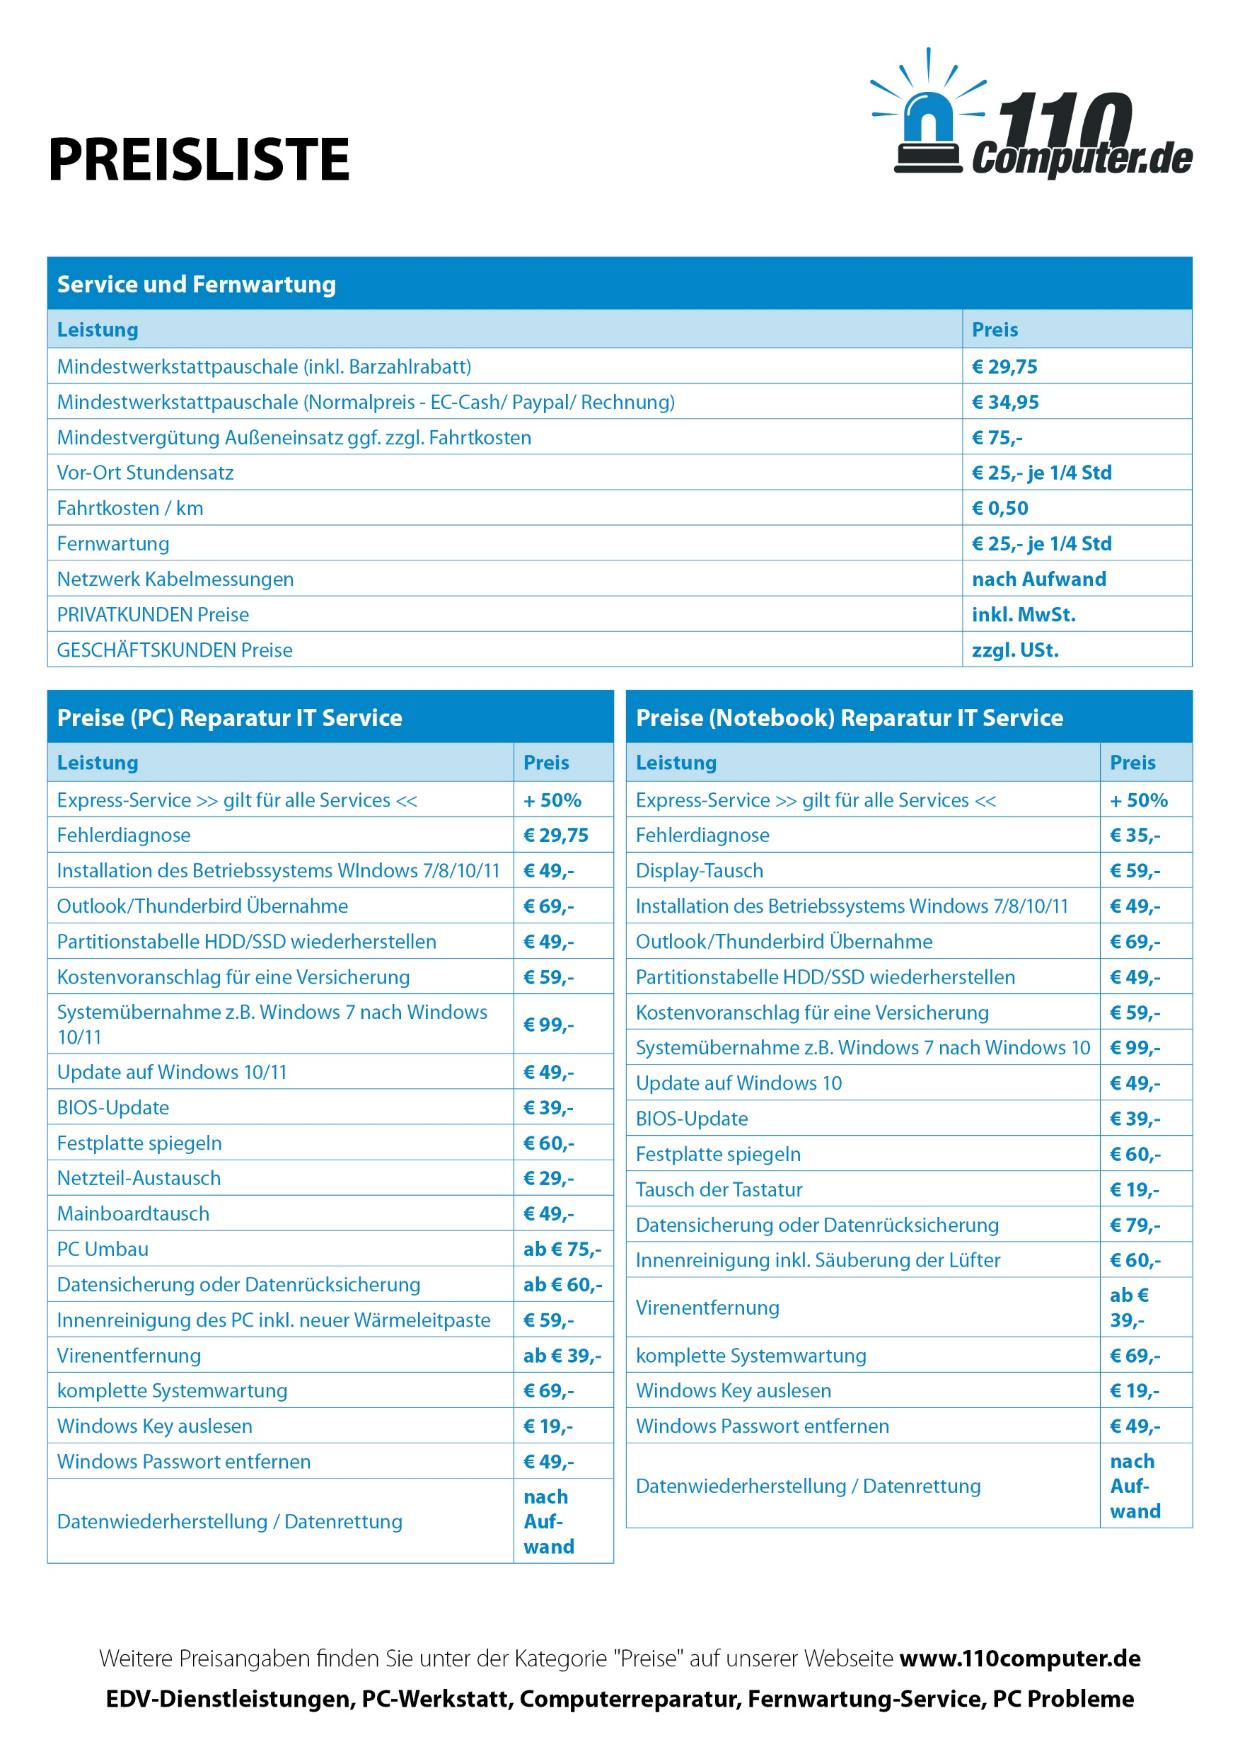 PREISLISTE
110
Computer.de
Service und Fernwartung
Leistung Preis
Mindestwerkstattpauschale (inkl. Barzahlrabatt) € 29,75
Mindestwerkstattpauschale (Normalpreis - EC-Cash/ Paypal/ Rechnung) € 34,95
Mindestvergütung Außeneinsatz ggf. zzgl. Fahrtkosten € 75,-
Vor-Ort Stundensatz € 25,- je 1/4 Std
Fahrtkosten / km € 0,50
Fernwartung € 25,- je 1/4 Std
Netzwerk Kabelmessungen nach Aufwand
PRIVATKUNDEN Preise inkl. MwSt.
GESCHÄFTSKUNDEN Preise zzgl. USt.
Preise (PC) Reparatur IT Service
Leistung Preis
Express-Service >> gilt für alle Services << + 50%
Fehlerdiagnose € 29,75
Installation des Betriebssystems WIndows 7/8/10/11 € 49,-
Outlook/Thunderbird Übernahme € 69,-
Partitionstabelle HDD/SSD wiederherstellen € 49,-
Kostenvoranschlag für eine Versicherung € 59,-
Systemübernahme z.B. Windows 7 nach Windows
10/11 € 99,-
Update auf Windows 10/11 € 49,-
BIOS-Update € 39,-
Festplatte spiegeln € 60,-
Netzteil-Austausch € 29,-
Mainboardtausch € 49,-
PC Umbau ab € 75,-
Datensicherung oder Datenrücksicherung ab € 60,-
Innenreinigung des PC inkl. neuer Wärmeleitpaste € 59,-
Virenentfernung ab € 39,-
komplette Systemwartung € 69,-
Windows Key auslesen € 19,-
Windows Passwort entfernen € 49,-
Datenwiederherstellung / Datenrettung nach
Auf-
wand
Preise (Notebook) Reparatur IT Service
Leistung Preis
Express-Service >> gilt für alle Services << + 50%
Fehlerdiagnose € 35,-
Display-Tausch € 59,-
Installation des Betriebssystems Windows 7/8/10/11 € 49,-
Outlook/Thunderbird Übernahme € 69,-
Partitionstabelle HDD/SSD wiederherstellen € 49,-
Kostenvoranschlag für eine Versicherung € 59,-
Systemübernahme z.B. Windows 7 nach Windows 10 € 99,-
Update auf Windows 10 € 49,-
BIOS-Update € 39,-
Festplatte spiegeln € 60,-
Tausch der Tastatur € 19,-
Datensicherung oder Datenrücksicherung € 79,-
Innenreinigung inkl. Säuberung der Lüfter € 60,-
Virenentfernung ab €
39,-
komplette Systemwartung € 69,-
Windows Key auslesen € 19,-
Windows Passwort entfernen € 49,-
Datenwiederherstellung / Datenrettung nach
Auf-
wand
Weitere Preisangaben finden Sie unter der Kategorie "Preise" auf unserer Webseite www.110computer.de
EDV-Dienstleistungen, PC-Werkstatt, Computerreparatur, Fernwartung-Service, PC Probleme